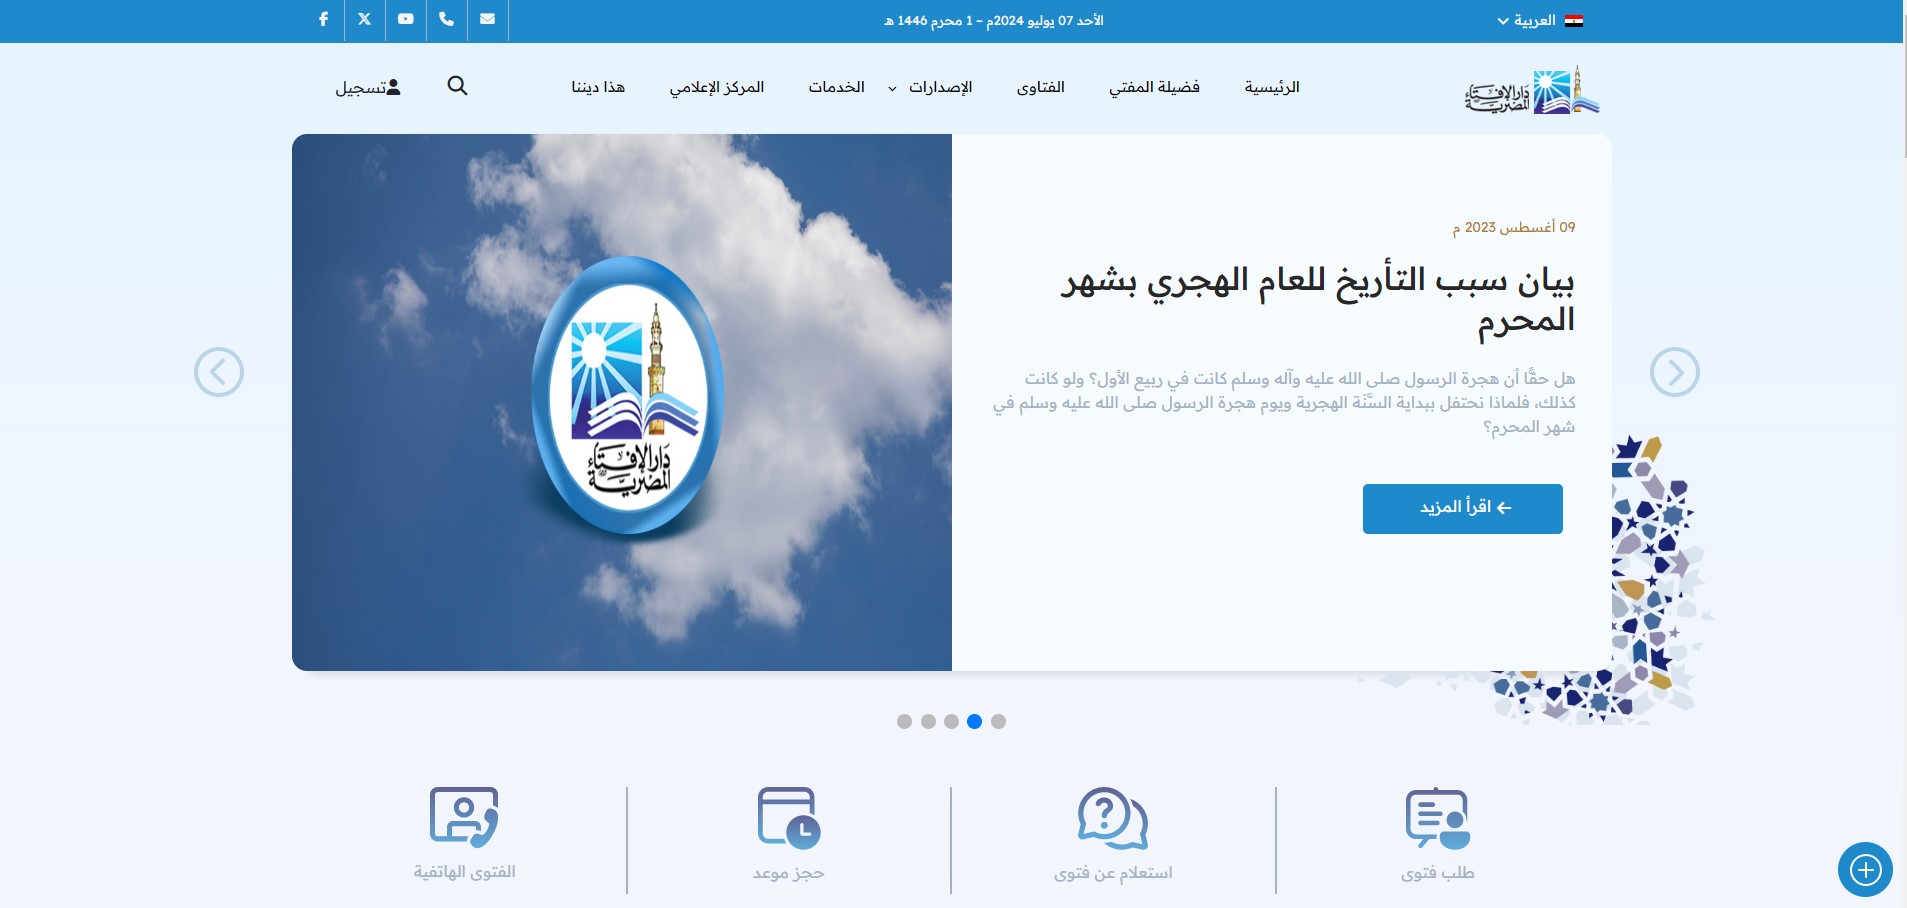 العربية
الأحد 07 يوليو 2024م – 1 محرم 1446 هـ
دار الإفتاء
المصرية
الرئيسية
فضيلة المفتي
الفتاوى
الإصدارات
الخدمات
المركز الإعلامي
هذا ديننا
تسجيل
09 أغسطس 2023 م
بيان سبب التأريخ للعام الهجري بشهر
المحرم
هل حقًّا أن هجرة الرسول صلى الله عليه وآله وسلم كانت في ربيع الأول؟ ولو كانت
كذلك، فلماذا نحتفل ببداية السَّنَة الهجرية ويوم هجرة الرسول صلى الله عليه وسلم في
شهر المحرم؟
اقرأ المزيد
دار الإفتاء
المصرية
طلب فتوى
استعلام عن فتوى
حجز موعد
الفتوى الهاتفية